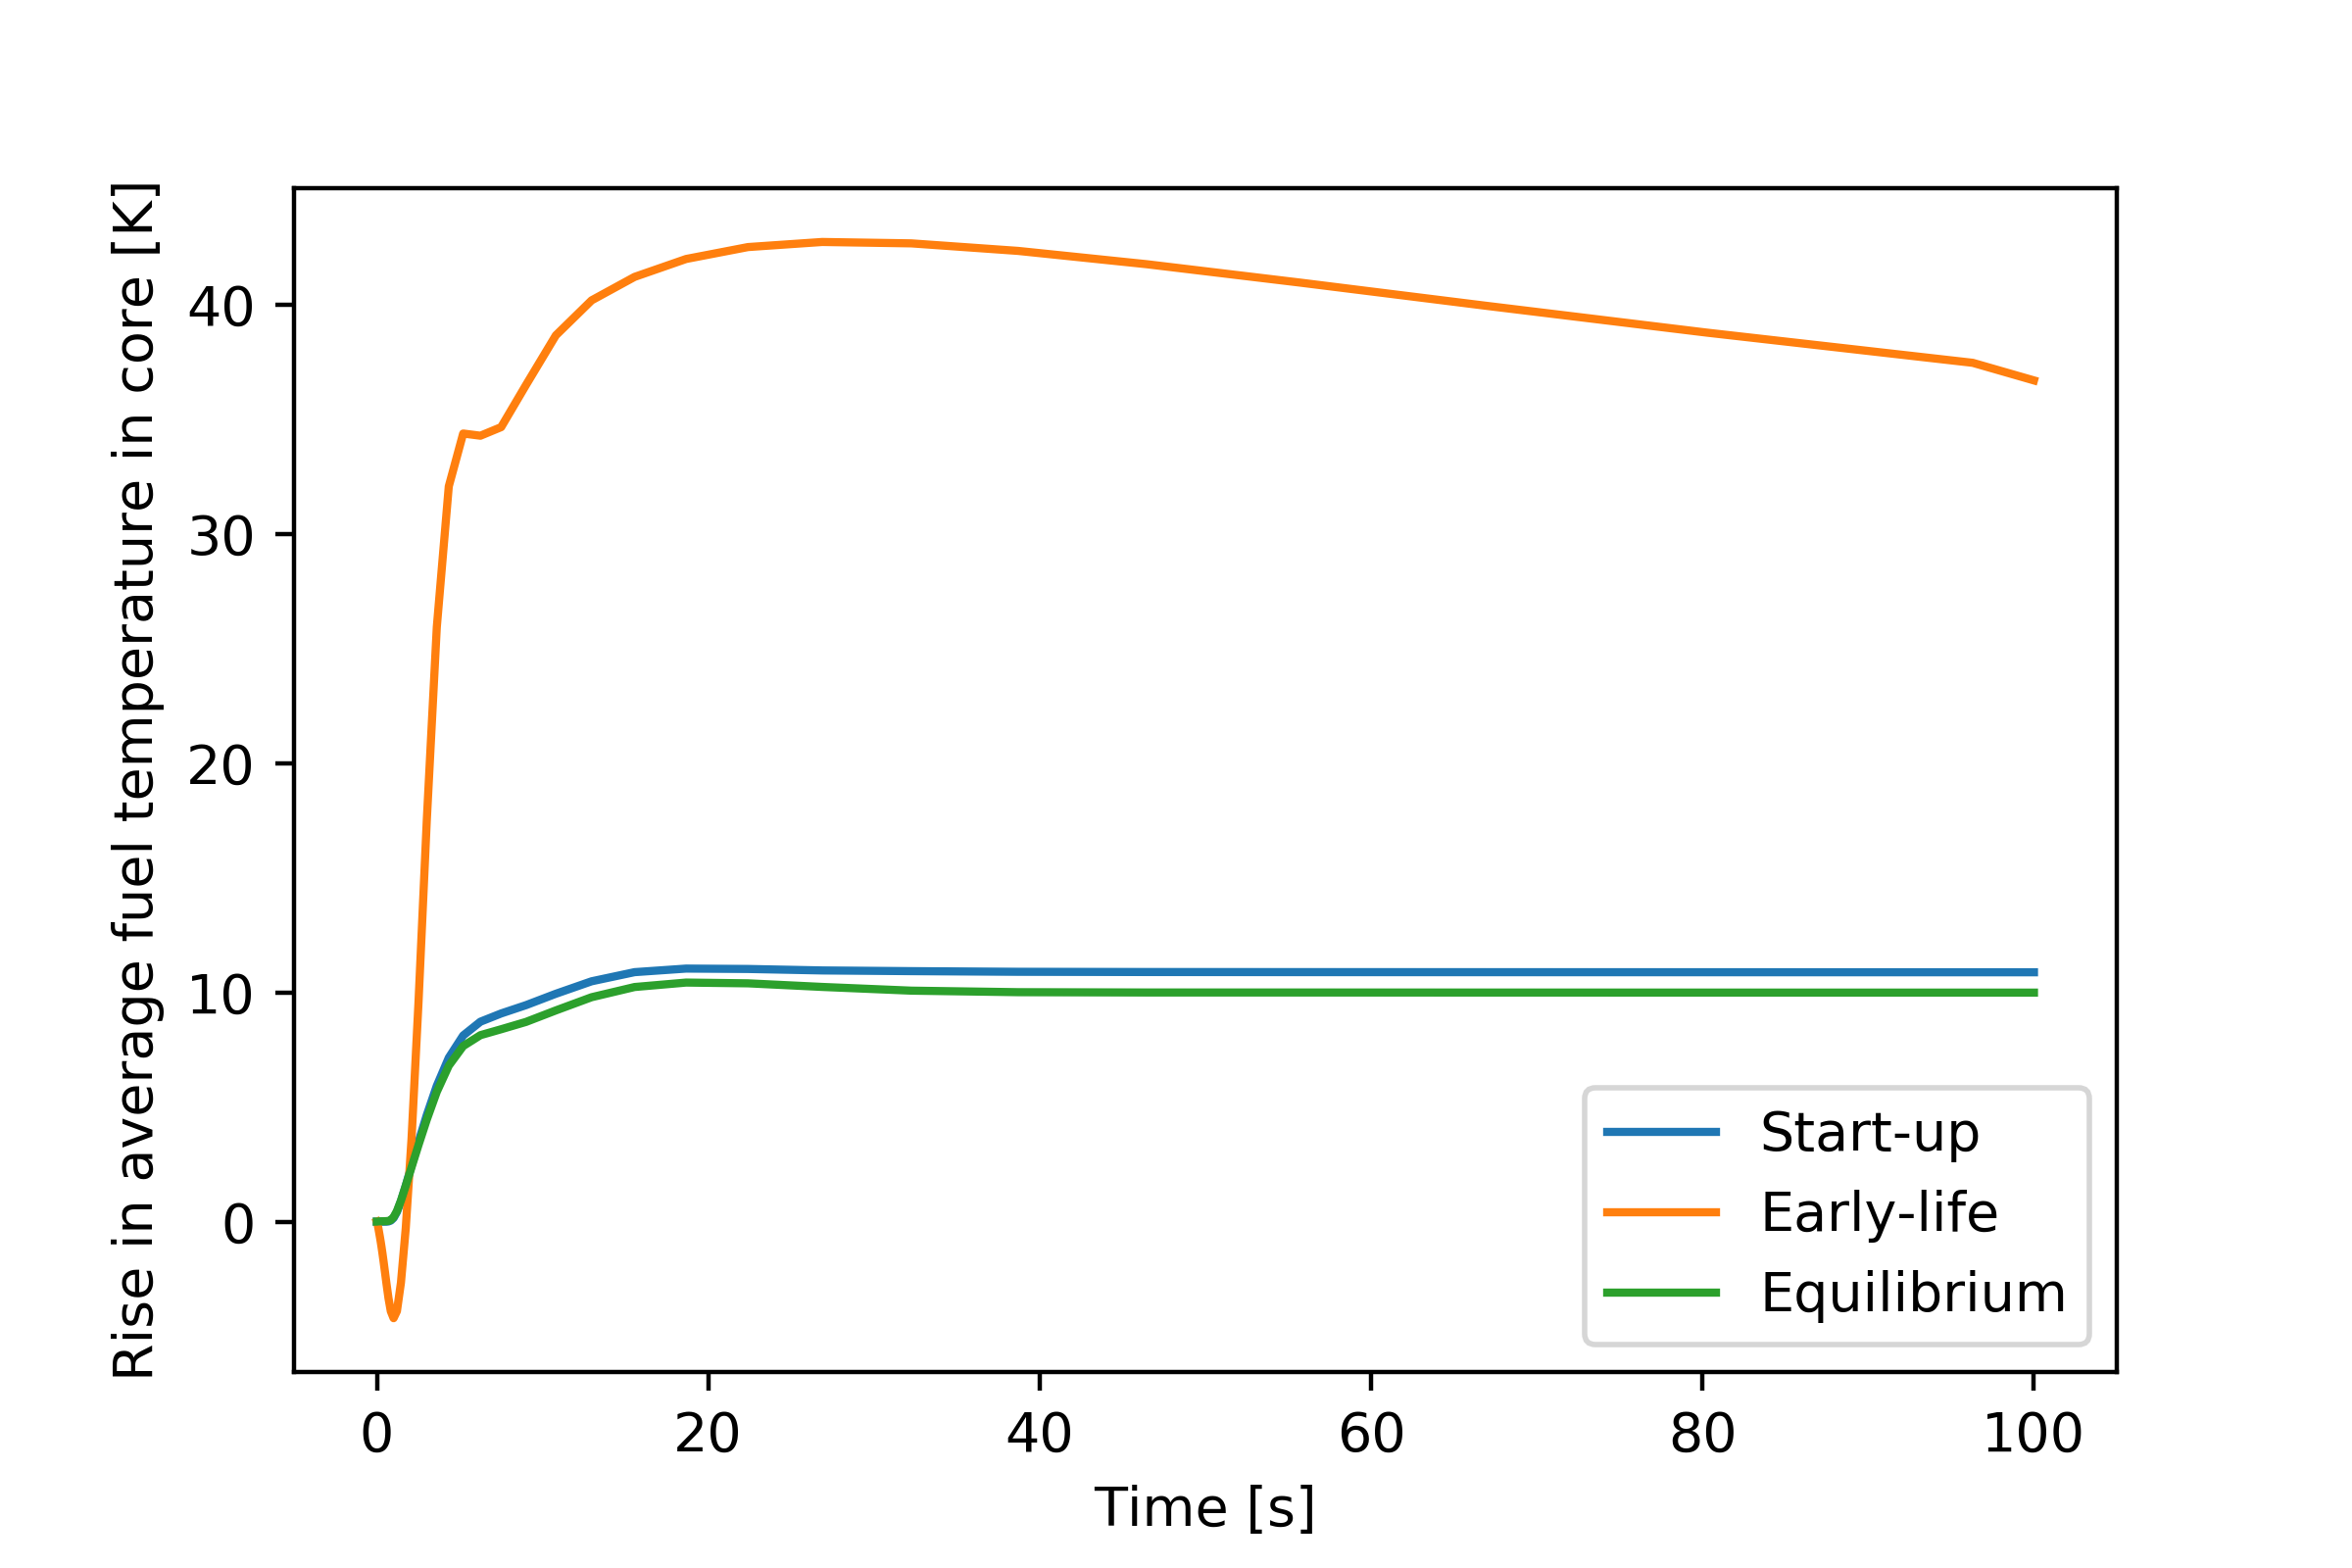 Rise in average fuel temperature in core [K]
40
30
20
10
0
0 20 40 60 80 100
Time [s]
Start-up
Early-life
Equilibrium